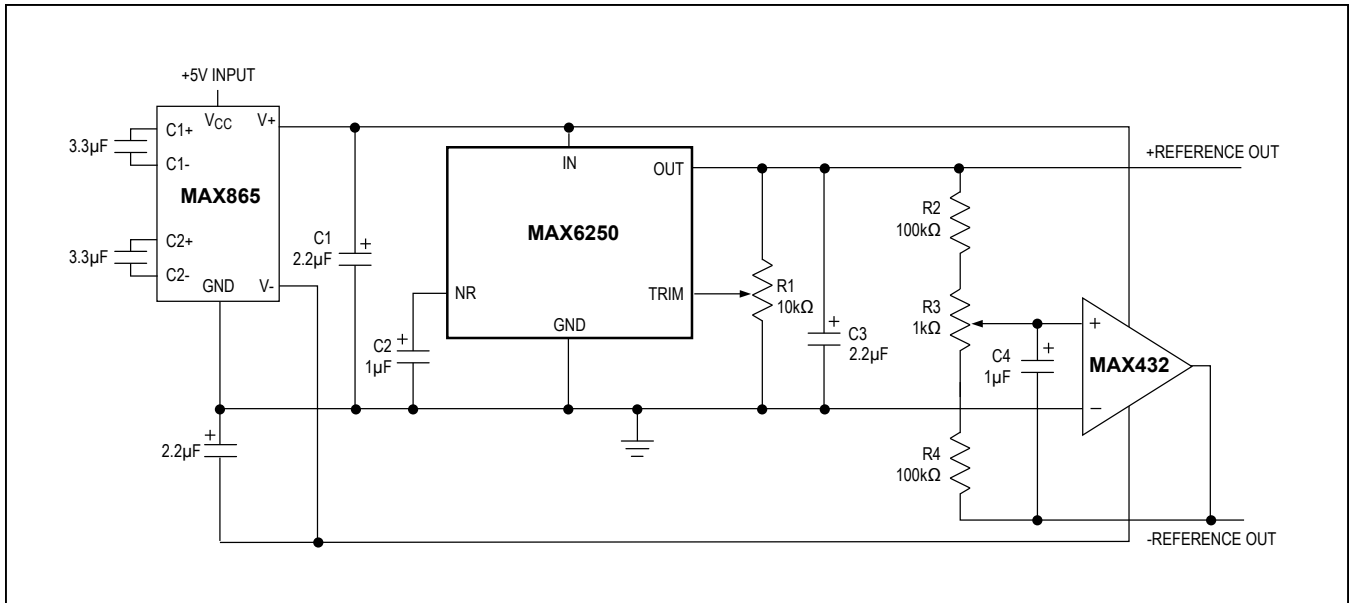 +5V INPUT
VCC
V+
C1+
3.3µF
C1-
MAX865
C2+
3.3µF
C2-
GND
V-
C1
2.2µF
+
IN
OUT
MAX6250
NR
TRIM
GND
C2
+
1µF
R1
10kΩ
+
C3
2.2µF
+REFERENCE OUT
R2
100kΩ
R3
1kΩ
C4
+
1µF
+
MAX432
−
R4
100kΩ
2.2µF
+
-REFERENCE OUT